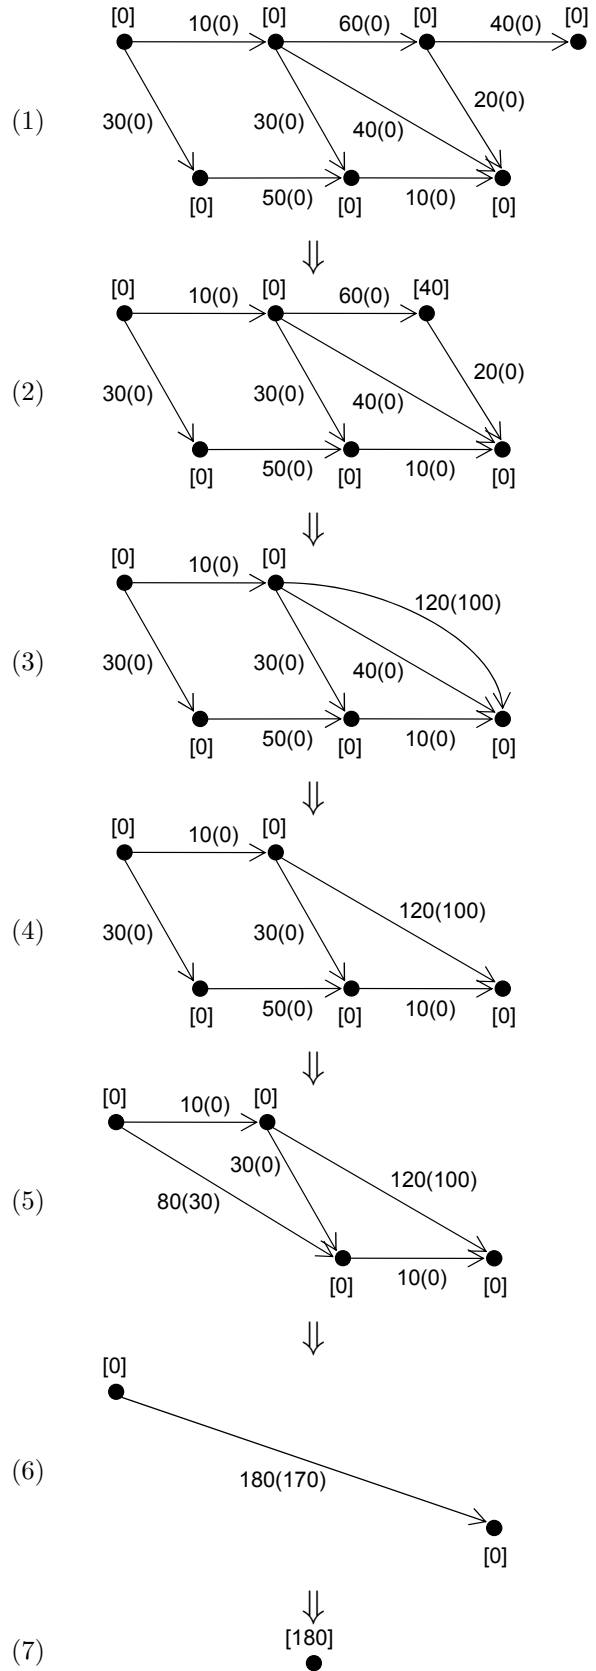 [0] [0] [0] [0]
10(0) 60(0) 40(0)
(1) 30(0) 30(0) 40(0) 20(0)
50(0) 10(0)
[0] [0] [0]
⇓
[0] [0] [40]
10(0) 60(0)
(2) 30(0) 30(0) 40(0) 20(0)
50(0) 10(0)
[0] [0] [0]
⇓
[0] [0]
10(0)
120(100)
(3) 30(0) 30(0) 40(0)
50(0) 10(0)
[0] [0] [0]
⇓
[0] [0]
10(0)
120(100)
(4) 30(0) 30(0)
50(0) 10(0)
[0] [0] [0]
⇓
[0] [0]
10(0)
30(0) 120(100)
(5) 80(30)
10(0)
[0] [0]
⇓
[0]
(6) 180(170)
[0]
⇓
[180]
(7)